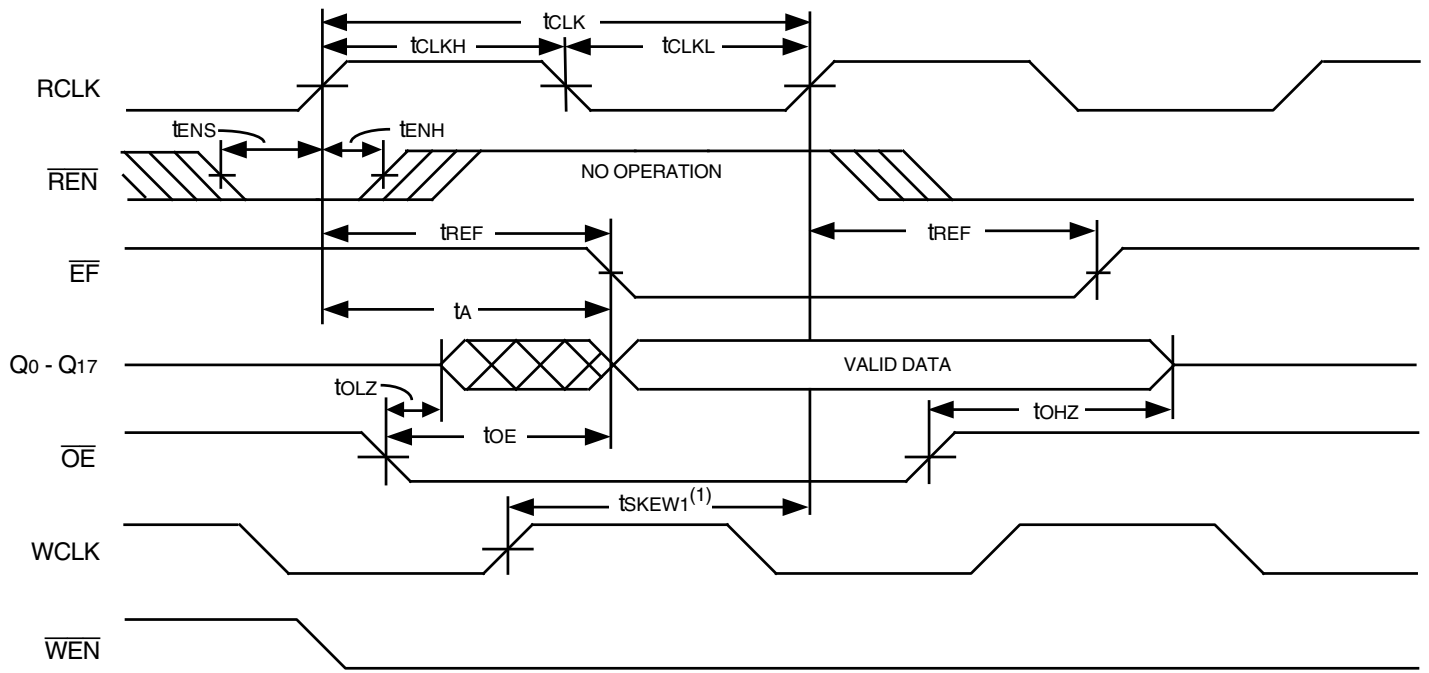 tCLK
tCLKH
tCLKL
RCLK
tENS
tENH
REN
NO OPERATION
tREF
tREF
EF
tA
Q0 - Q17
VALID DATA
tOLZ
tOHZ
tOE
OE
tSKEW1(1)
WCLK
WEN